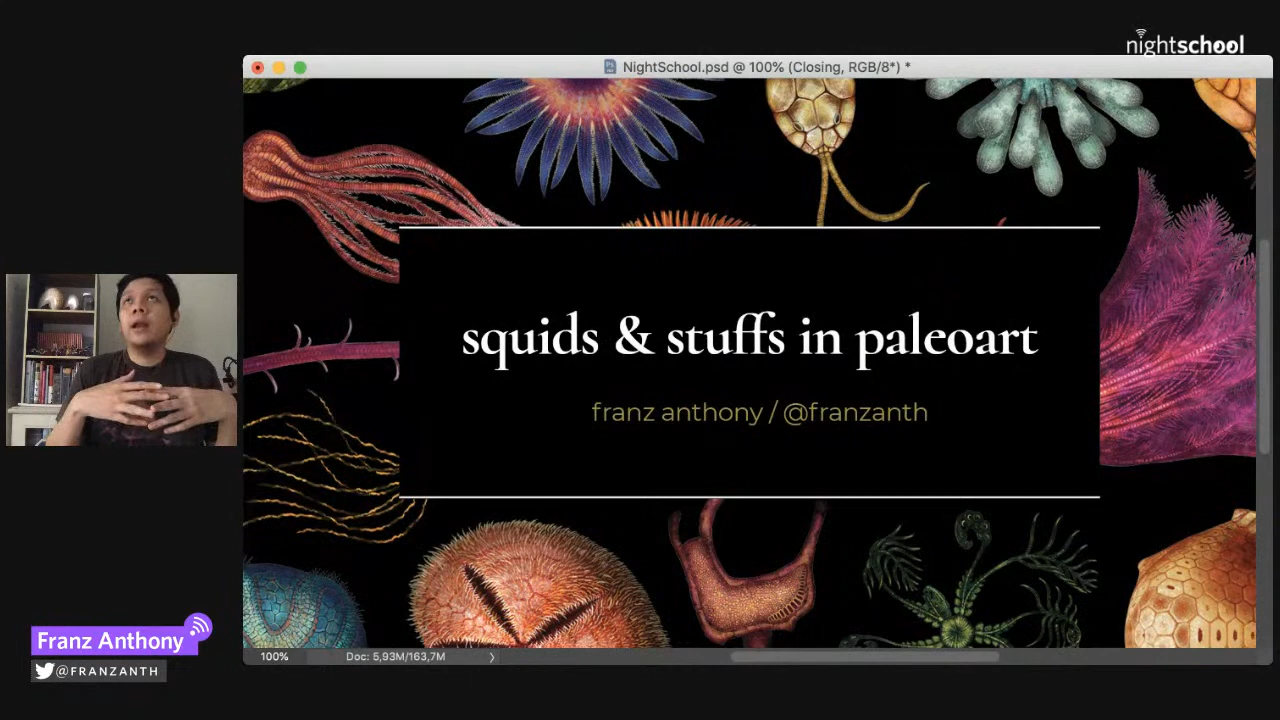 nightschool
NightSchool.psd @ 100% (Closing, RGB/8*) *
squids & stuffs in paleoart
franz anthony / @franzanth
Franz Anthony
@FRANZANTH
100%
Doc: 5,93M/163,7M